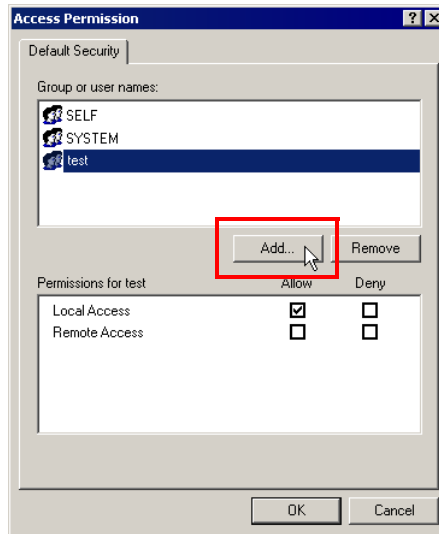 Access Permission
Default Security
Group or user names:
SELF
SYSTEM
test
Add... Remove
Permissions for test Allow Deny
Local Access
Remote Access
OK Cancel